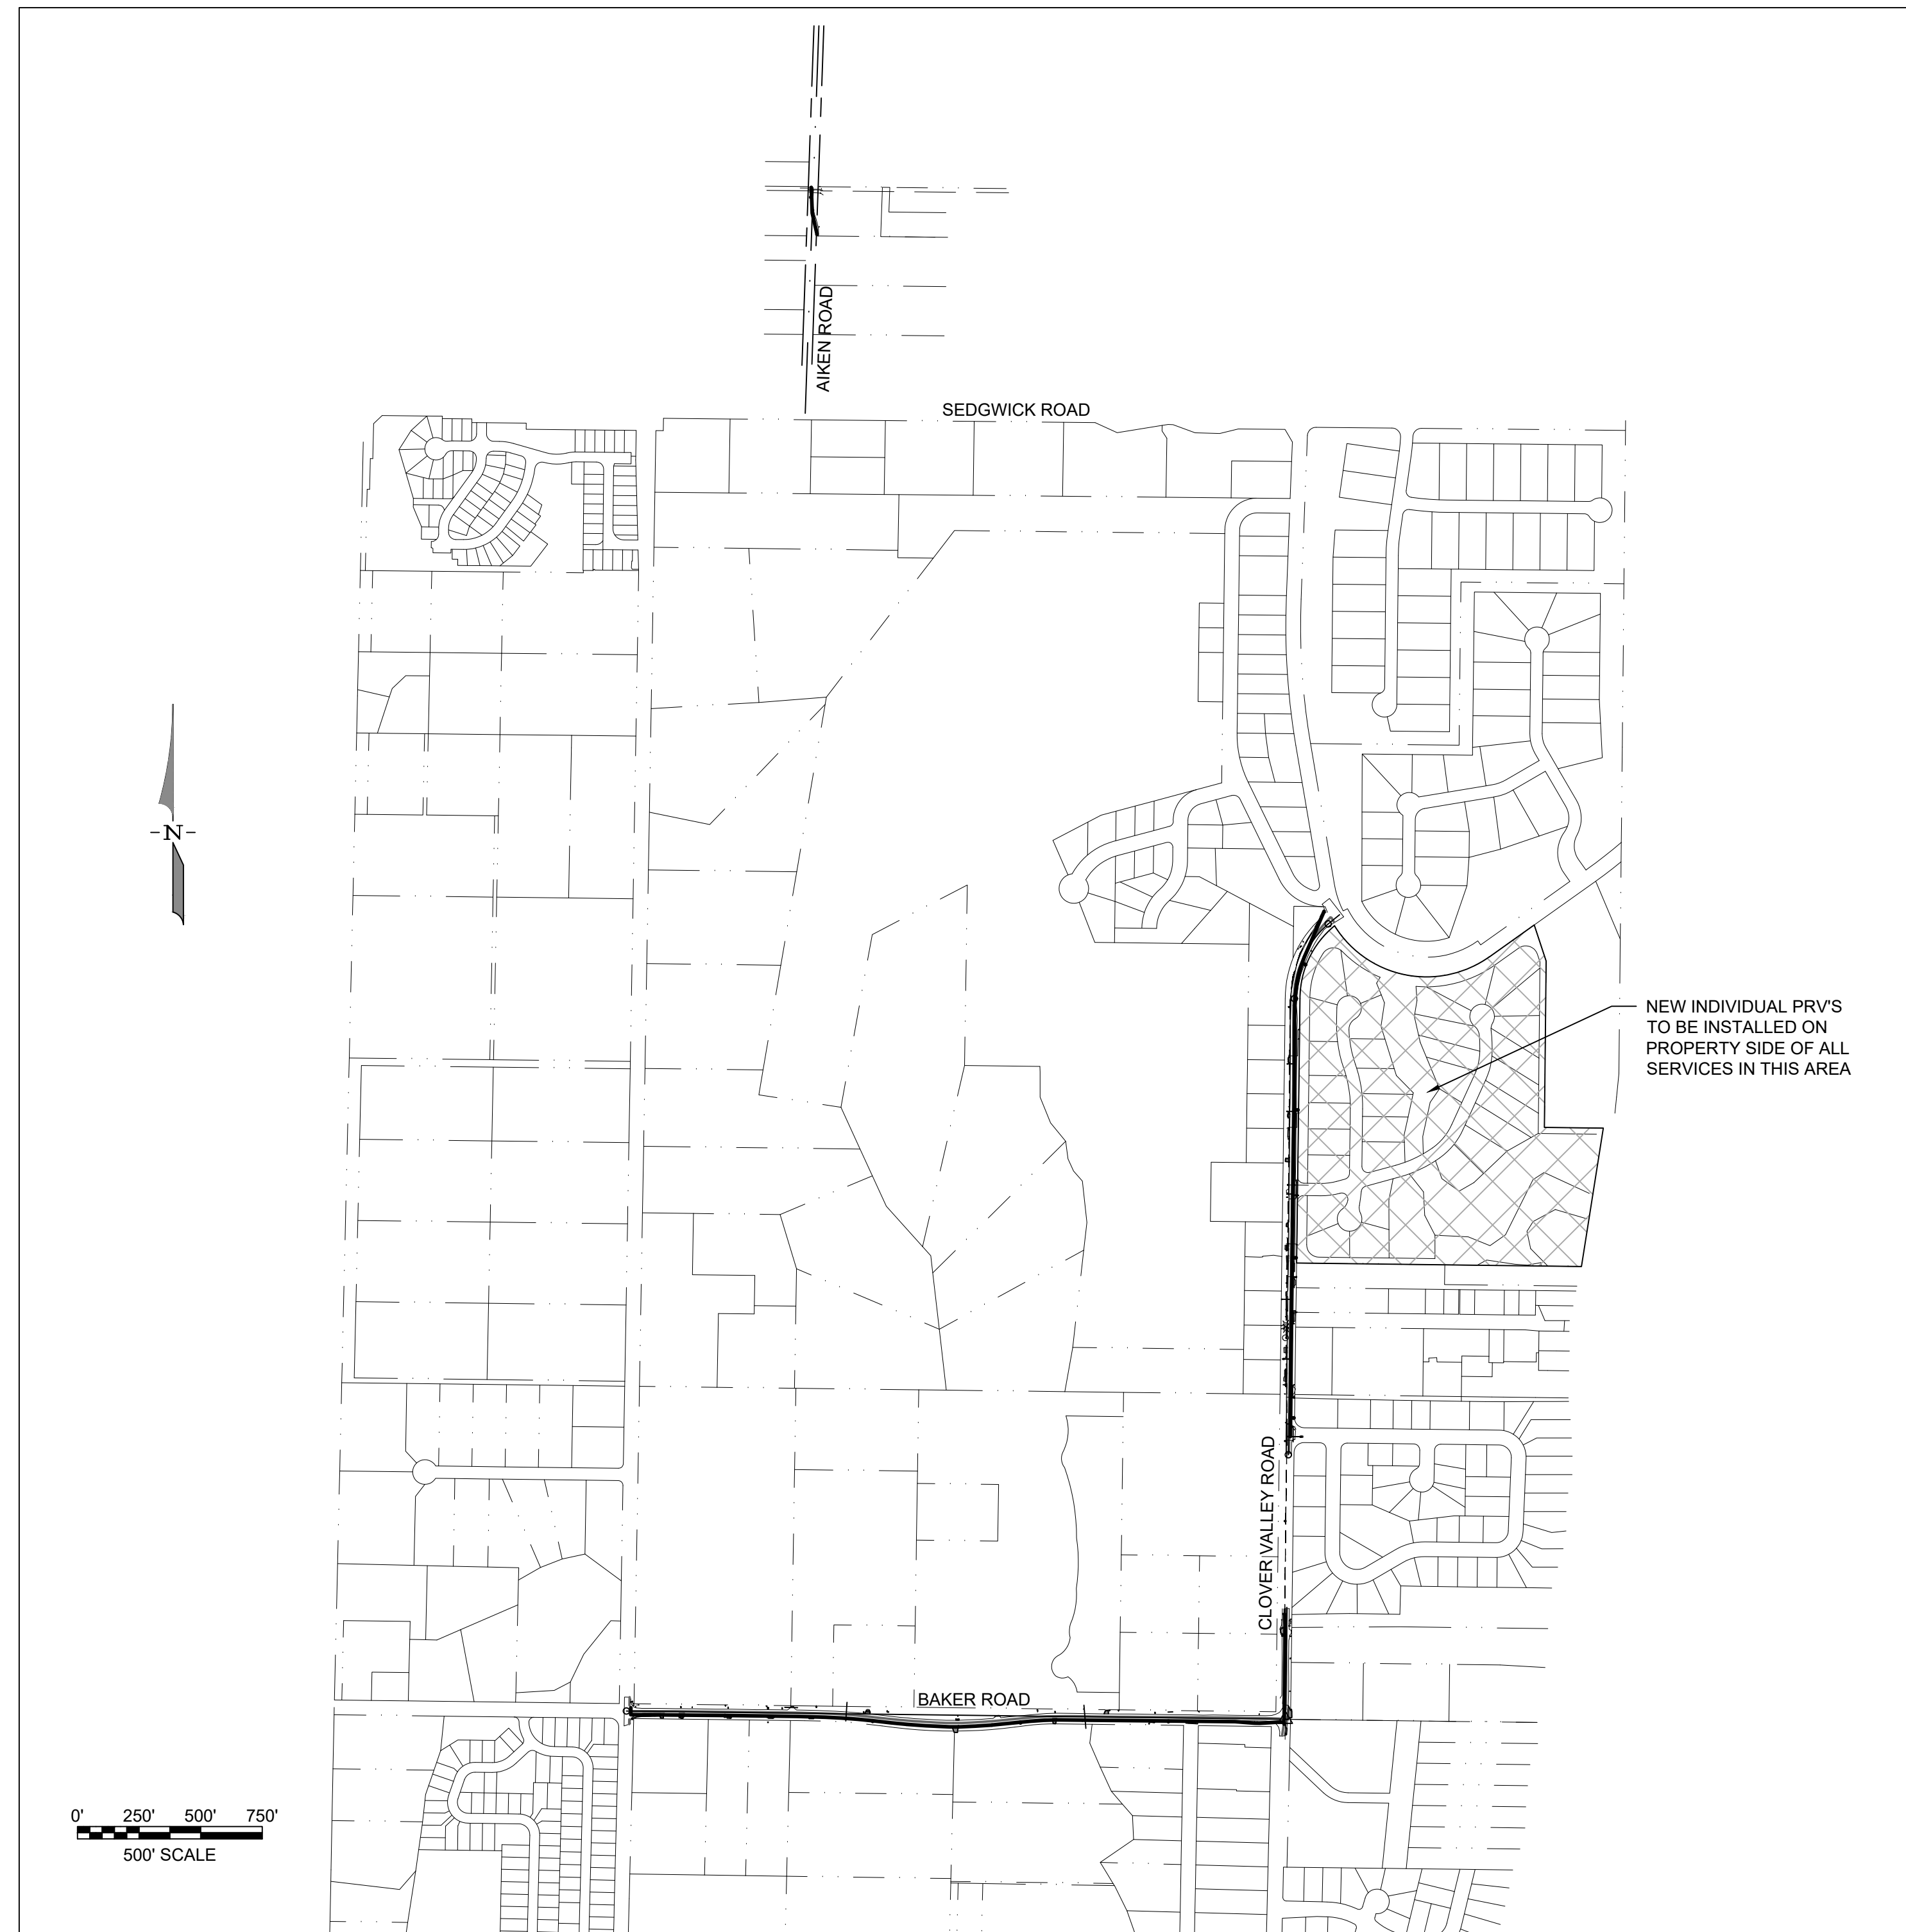 AIKEN ROAD
SEDGWICK ROAD
-N-
NEW INDIVIDUAL PRV'S
TO BE INSTALLED ON
PROPERTY SIDE OF ALL
SERVICES IN THIS AREA
CLOVER VALLEY ROAD
BAKER ROAD
0' 250' 500' 750'
500' SCALE